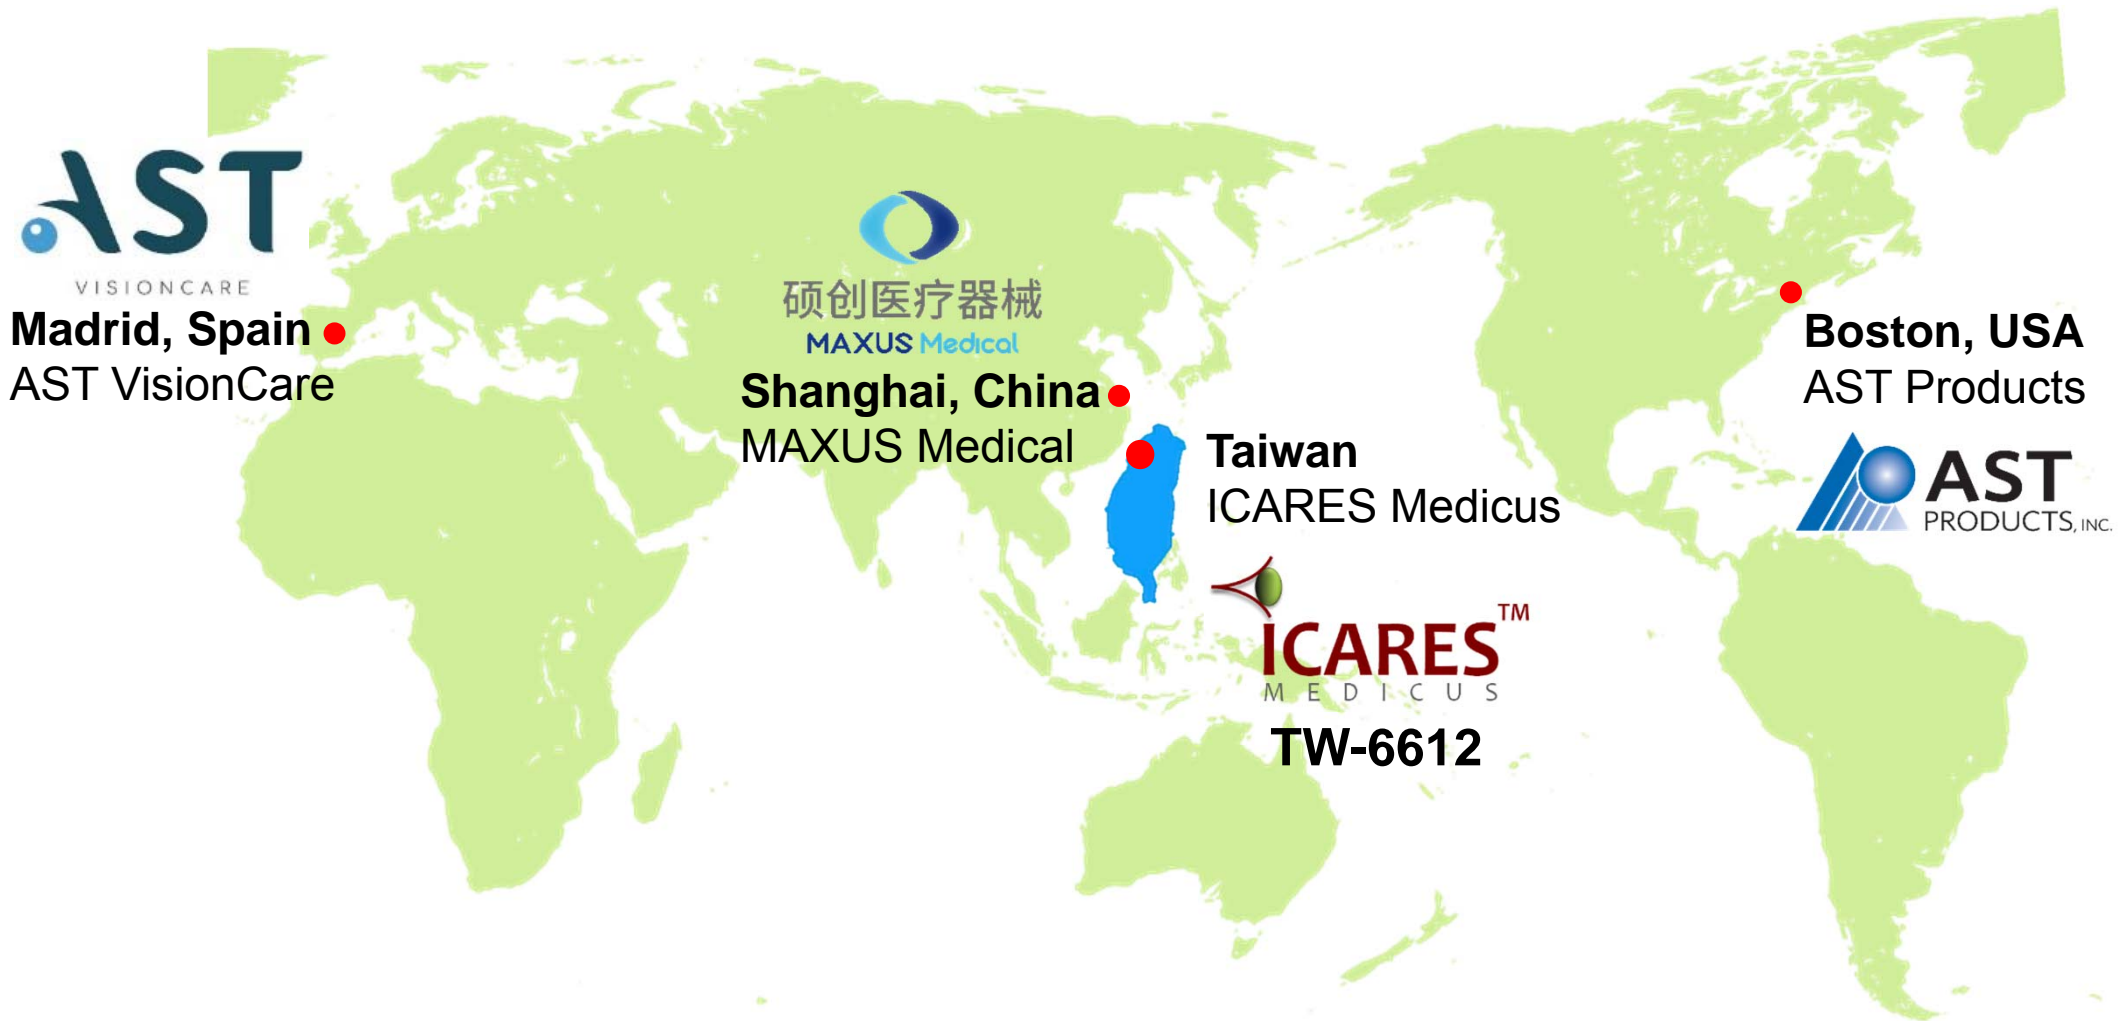 AST
VISIONCARE
Madrid, Spain
AST VisionCare
硕创医疗器械
MAXUS Medical
Shanghai, China
MAXUS Medical
Taiwan
ICARES Medicus
ICARES™
MEDICUS
TW-6612
Boston, USA
AST Products
AST
PRODUCTS, INC.